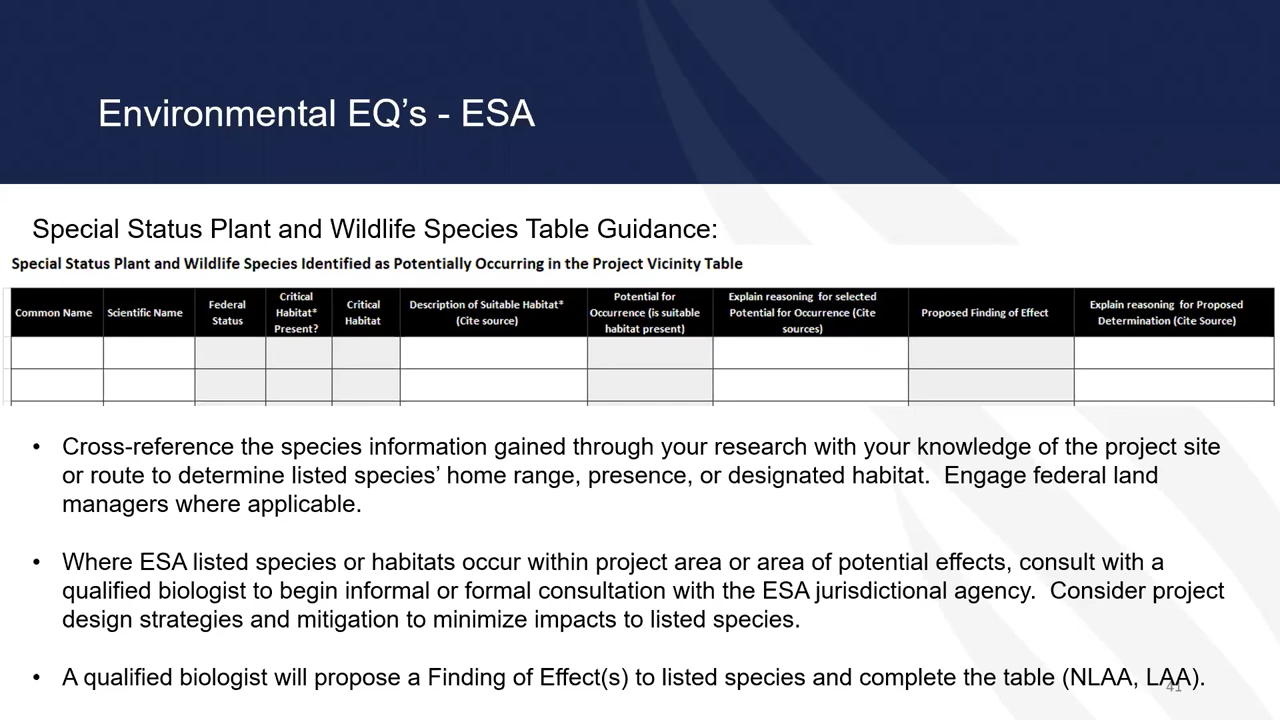 Environmental EQ’s - ESA
Special Status Plant and Wildlife Species Table Guidance:
Special Status Plant and Wildlife Species Identified as Potentially Occurring in the Project Vicinity Table
Common Name
Scientific Name
Federal
Status
Critical
Habitat*
Present?
Critical
Habitat
Description of Suitable Habitat*
(Cite source)
Potential for
Occurrence (is suitable
habitat present)
Explain reasoning for selected
Potential for Occurrence (Cite
sources)
Proposed Finding of Effect
Explain reasoning for Proposed
Determination (Cite Source)
• Cross-reference the species information gained through your research with your knowledge of the project site
or route to determine listed species’ home range, presence, or designated habitat. Engage federal land
managers where applicable.
• Where ESA listed species or habitats occur within project area or area of potential effects, consult with a
qualified biologist to begin informal or formal consultation with the ESA jurisdictional agency. Consider project
design strategies and mitigation to minimize impacts to listed species.
• A qualified biologist will propose a Finding of Effect(s) to listed species and complete the table (NLAA, LAA).
41